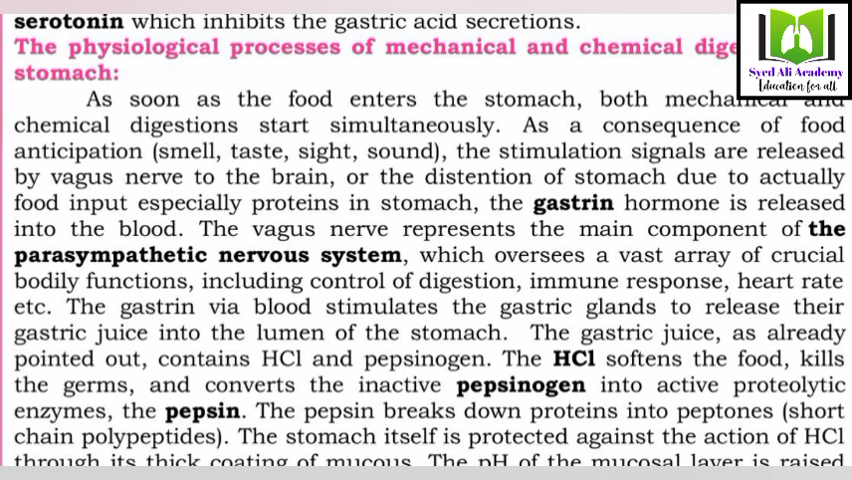 serotonin which inhibits the gastric acid secretions.
The physiological processes of mechanical and chemical dige
stomach:
As soon as the food enters the stomach, both mechanical and
chemical digestions start simultaneously. As a consequence of food
anticipation (smell, taste, sight, sound), the stimulation signals are released
by vagus nerve to the brain, or the distention of stomach due to actually
food input especially proteins in stomach, the gastrin hormone is released
into the blood. The vagus nerve represents the main component of the
parasympathetic nervous system, which oversees a vast array of crucial
bodily functions, including control of digestion, immune response, heart rate
etc. The gastrin via blood stimulates the gastric glands to release their
gastric juice into the lumen of the stomach. The gastric juice, as already
pointed out, contains HCl and pepsinogen. The HCl softens the food, kills
the germs, and converts the inactive pepsinogen into active proteolytic
enzymes, the pepsin. The pepsin breaks down proteins into peptones (short
chain polypeptides). The stomach itself is protected against the action of HCl
through its thick coating of mucous. The pH of the mucosal layer is raised
Syed Ali Academy
Education for all